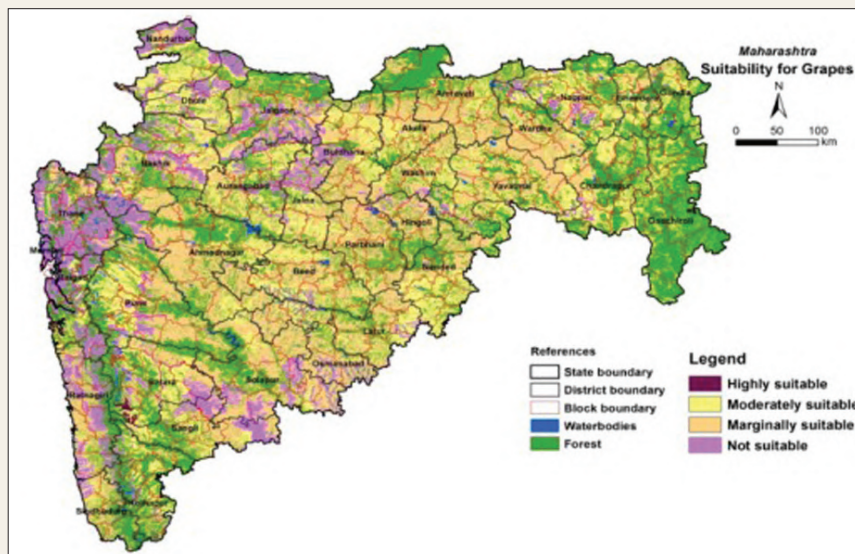 Maharashtra
Suitability for Grapes
N
0 50 100
km
Nandurbar
Dhule
Jalgaon
Amravati
Nagpur
Gondia
Akola
Wardha
Nashik
Buldhana
Washim
Aurangabad
Yavatmal
Chandrapur
Jalna
Thane
Hingoli
Gadchiroli
Parbhani
Ahmadnagar
Nanded
Beed
Pune
Latur
Osmanabad
Satara
Solapur
Ratnagiri
Sangli
Sindhudurg
References
State boundary
District boundary
Block boundary
Waterbodies
Forest
Legend
Highly suitable
Moderately suitable
Marginally suitable
Not suitable